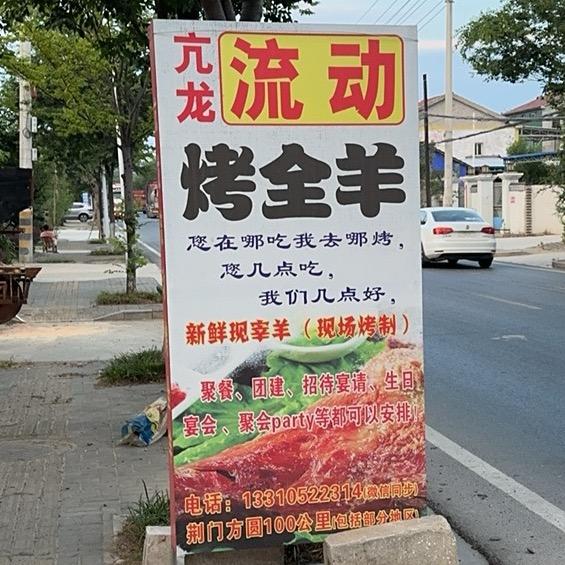 亢龙 流动
烤全羊
您在哪吃我去哪烤，
您几点吃，
我们几点好，
新鲜现宰羊（现场烤制）
聚餐、团建、招待宴请、生日
宴会、聚会party等都可以安排！
电话：13310522314(微信同步)
荆门方圆100公里(包括部分地区)